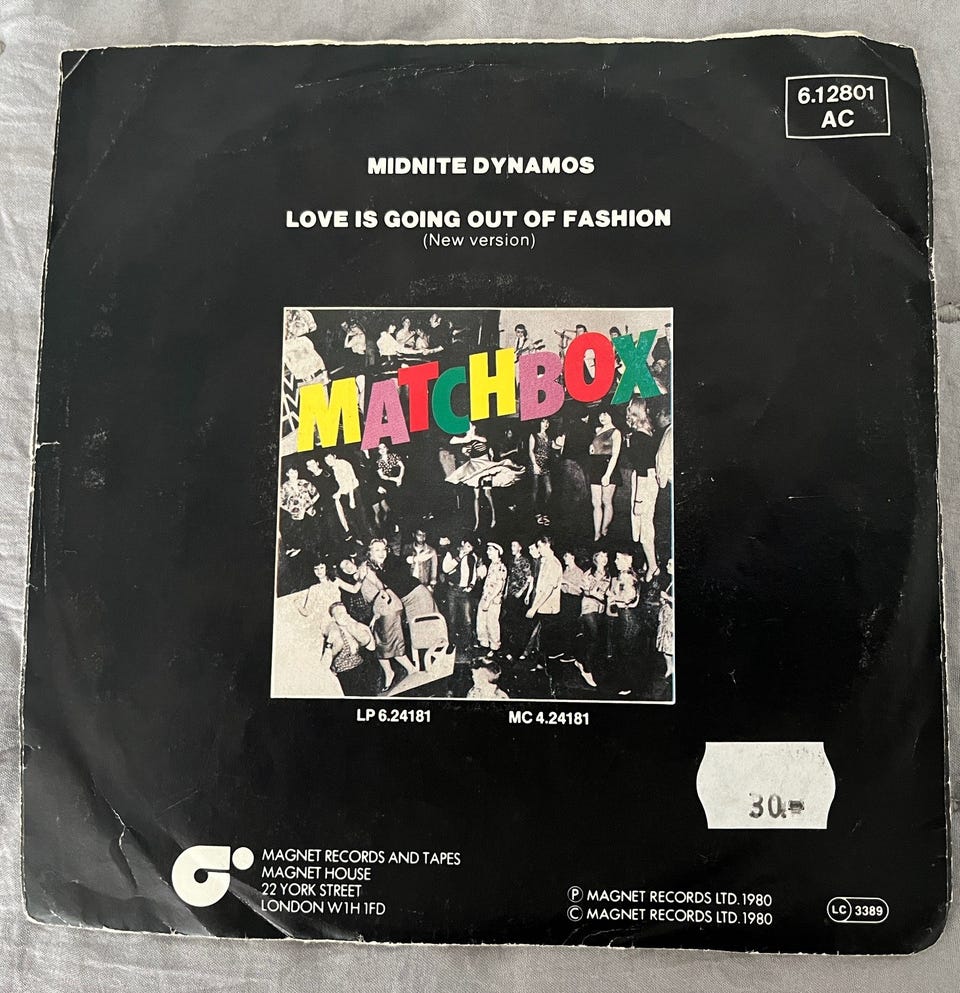 6.12801
AC
MIDNITE DYNAMOS
LOVE IS GOING OUT OF FASHION
(New version)
MATCHBOX
LP 6.24181 MC 4.24181
30.=
MAGNET RECORDS AND TAPES
MAGNET HOUSE
22 YORK STREET
LONDON W1H 1FD
Ⓟ MAGNET RECORDS LTD. 1980
© MAGNET RECORDS LTD. 1980
LC 3389